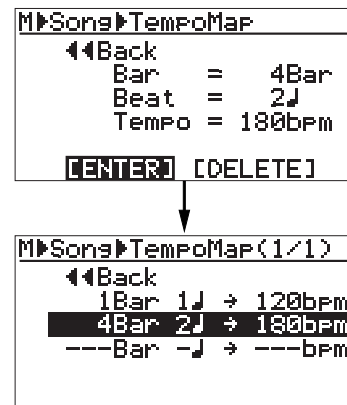 M▶Song▶TempoMap
◀◀Back
Bar = 4Bar
Beat = 2♩
Tempo = 180bpm
[ENTER] [DELETE]
M▶Song▶TempoMap(1/1)
◀◀Back
1Bar 1♩ → 120bpm
4Bar 2♩ → 180bpm
---Bar -♩ → ---bpm